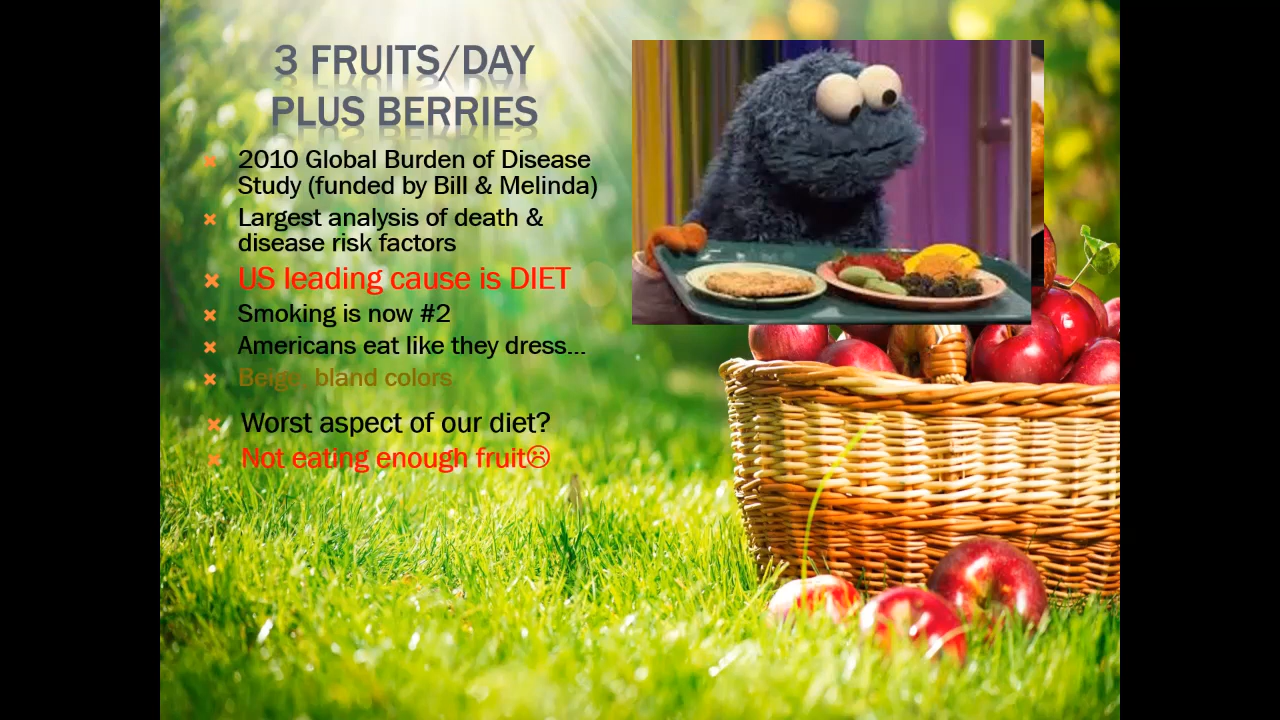 3 FRUITS/DAY
PLUS BERRIES
2010 Global Burden of Disease
Study (funded by Bill & Melinda)
Largest analysis of death &
disease risk factors
US leading cause is DIET
Smoking is now #2
Americans eat like they dress...
Beige, bland colors
Worst aspect of our diet?
Not eating enough fruit☹